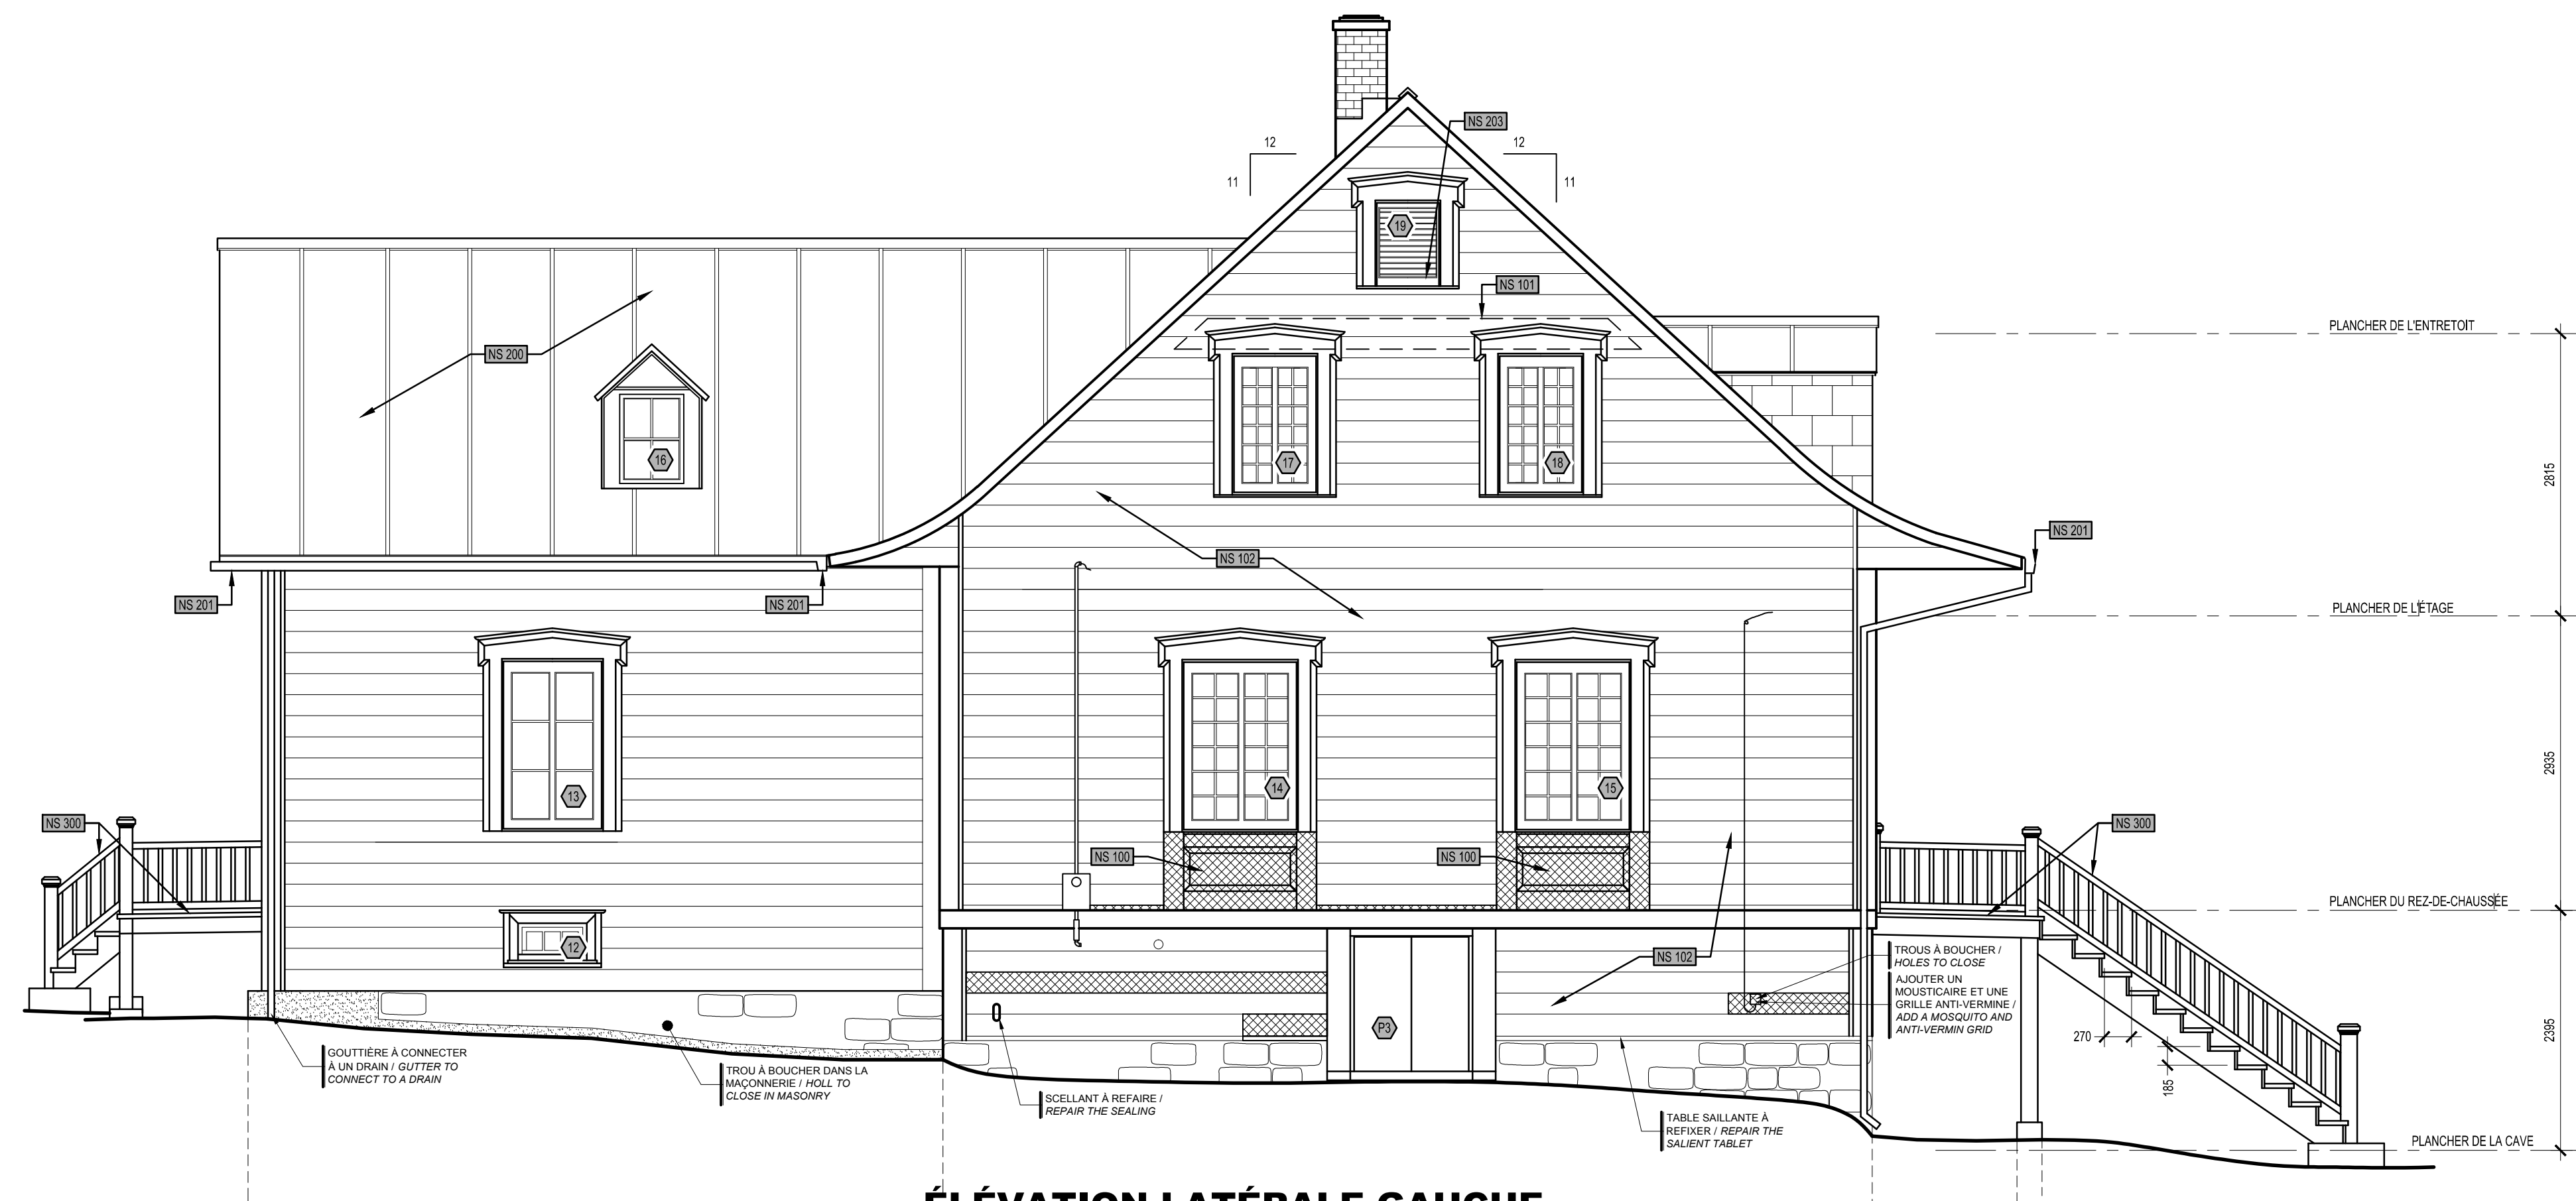 NS 203
12
12
11
11
19
NS 101
PLANCHER DE L'ENTRETOIT
NS 200
16
17
18
2815
NS 201
NS 102
NS 201
NS 201
PLANCHER DE L'ÉTAGE
13
14
15
2935
NS 300
NS 100
NS 100
NS 300
PLANCHER DU REZ-DE-CHAUSSÉE
12
NS 102
TROUS À BOUCHER /
HOLES TO CLOSE
AJOUTER UN
MOUSTICAIRE ET UNE
GRILLE ANTI-VERMINE /
ADD A MOSQUITO AND
ANTI-VERMIN GRID
P3
270
185
2395
GOUTTIÈRE À CONNECTER
À UN DRAIN / GUTTER TO
CONNECT TO A DRAIN
TROU À BOUCHER DANS LA
MAÇONNERIE / HOLL TO
CLOSE IN MASONRY
SCELLANT À REFAIRE /
REPAIR THE SEALING
TABLE SAILLANTE À
REFIXER / REPAIR THE
SALIENT TABLET
PLANCHER DE LA CAVE
ÉLÉVATION LATÉRALE GAUCHE